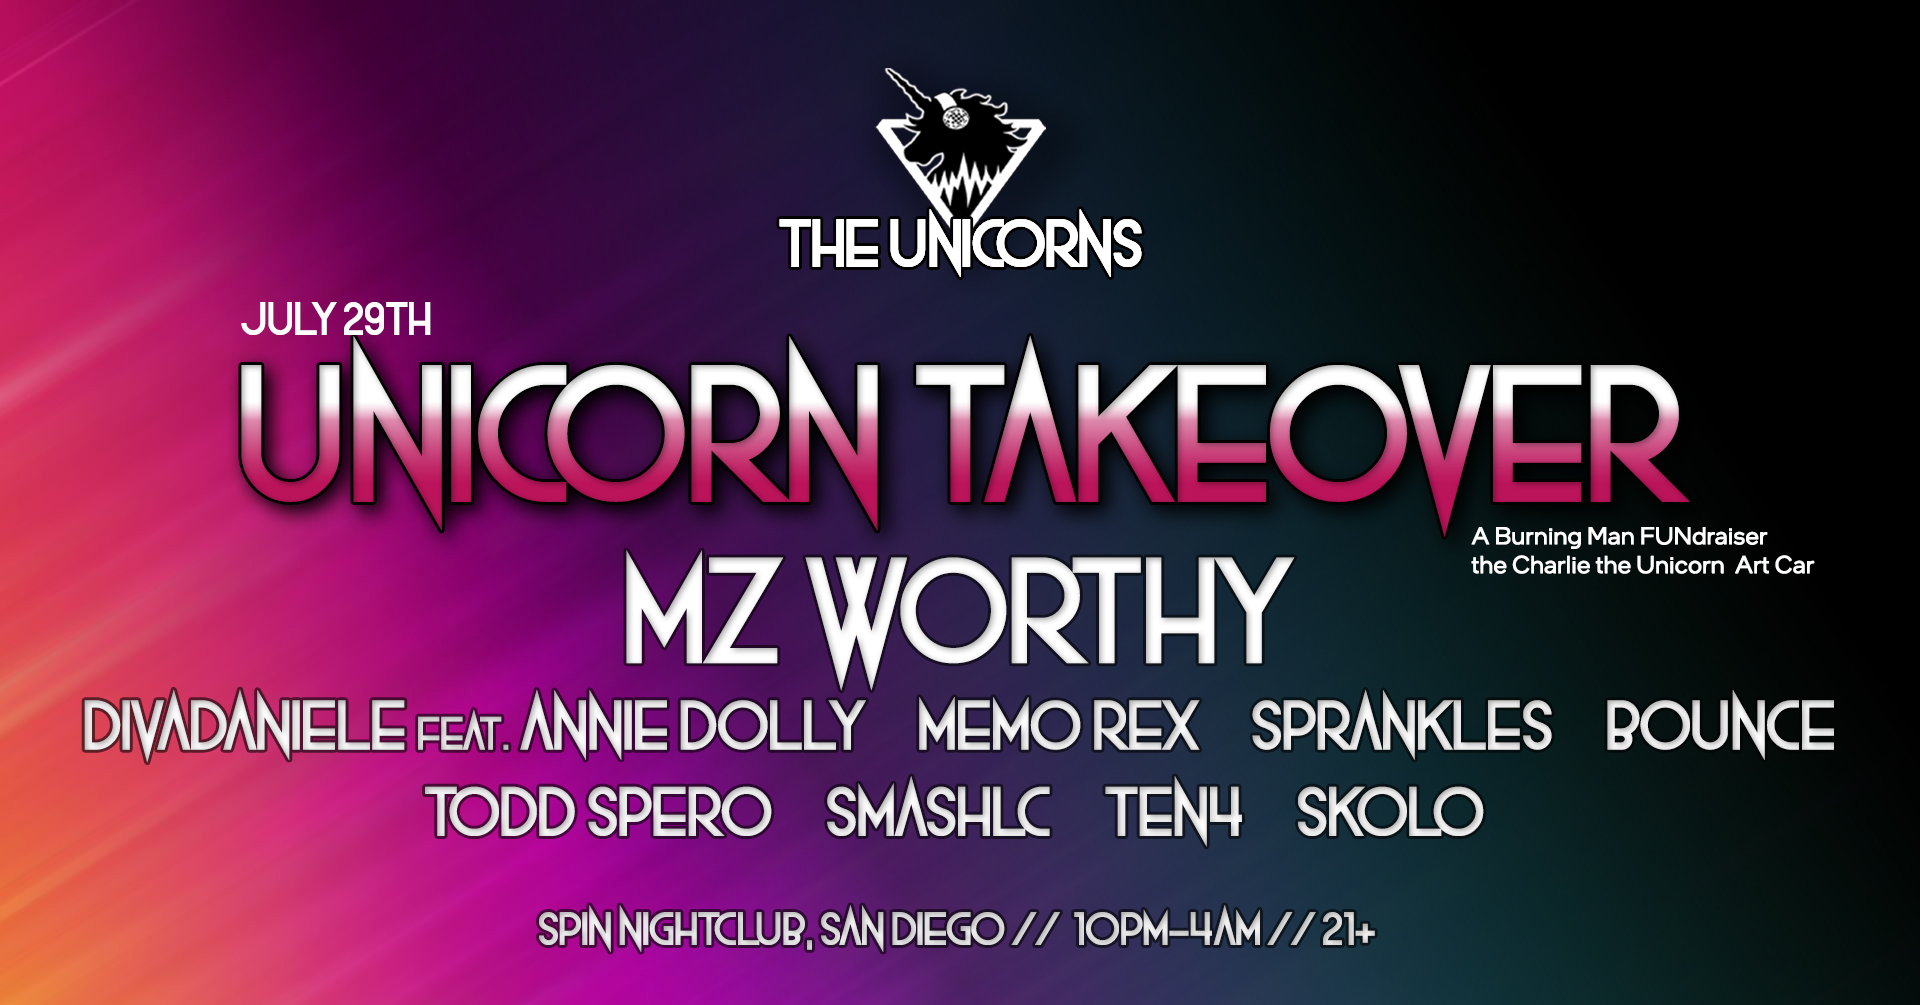 THE UNICORNS
JULY 29TH
UNICORN TAKEOVER
A Burning Man FUNdraiser
the Charlie the Unicorn Art Car
MZ WORTHY
DIVADANIELE FEAT. ANNIE DOLLY MEMO REX SPRANKLES BOUNCE
TODD SPERO SMASHLC TEN4 SKOLO
SPIN NIGHTCLUB, SAN DIEGO // 10PM-4AM // 21+